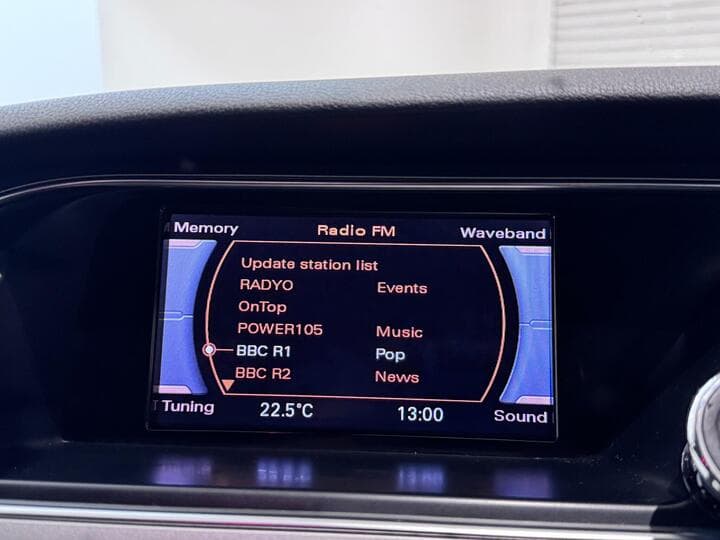 Memory Radio FM Waveband
Update station list
RADYO Events
OnTop
POWER105 Music
BBC R1 Pop
BBC R2 News
Tuning 22.5°C 13:00 Sound